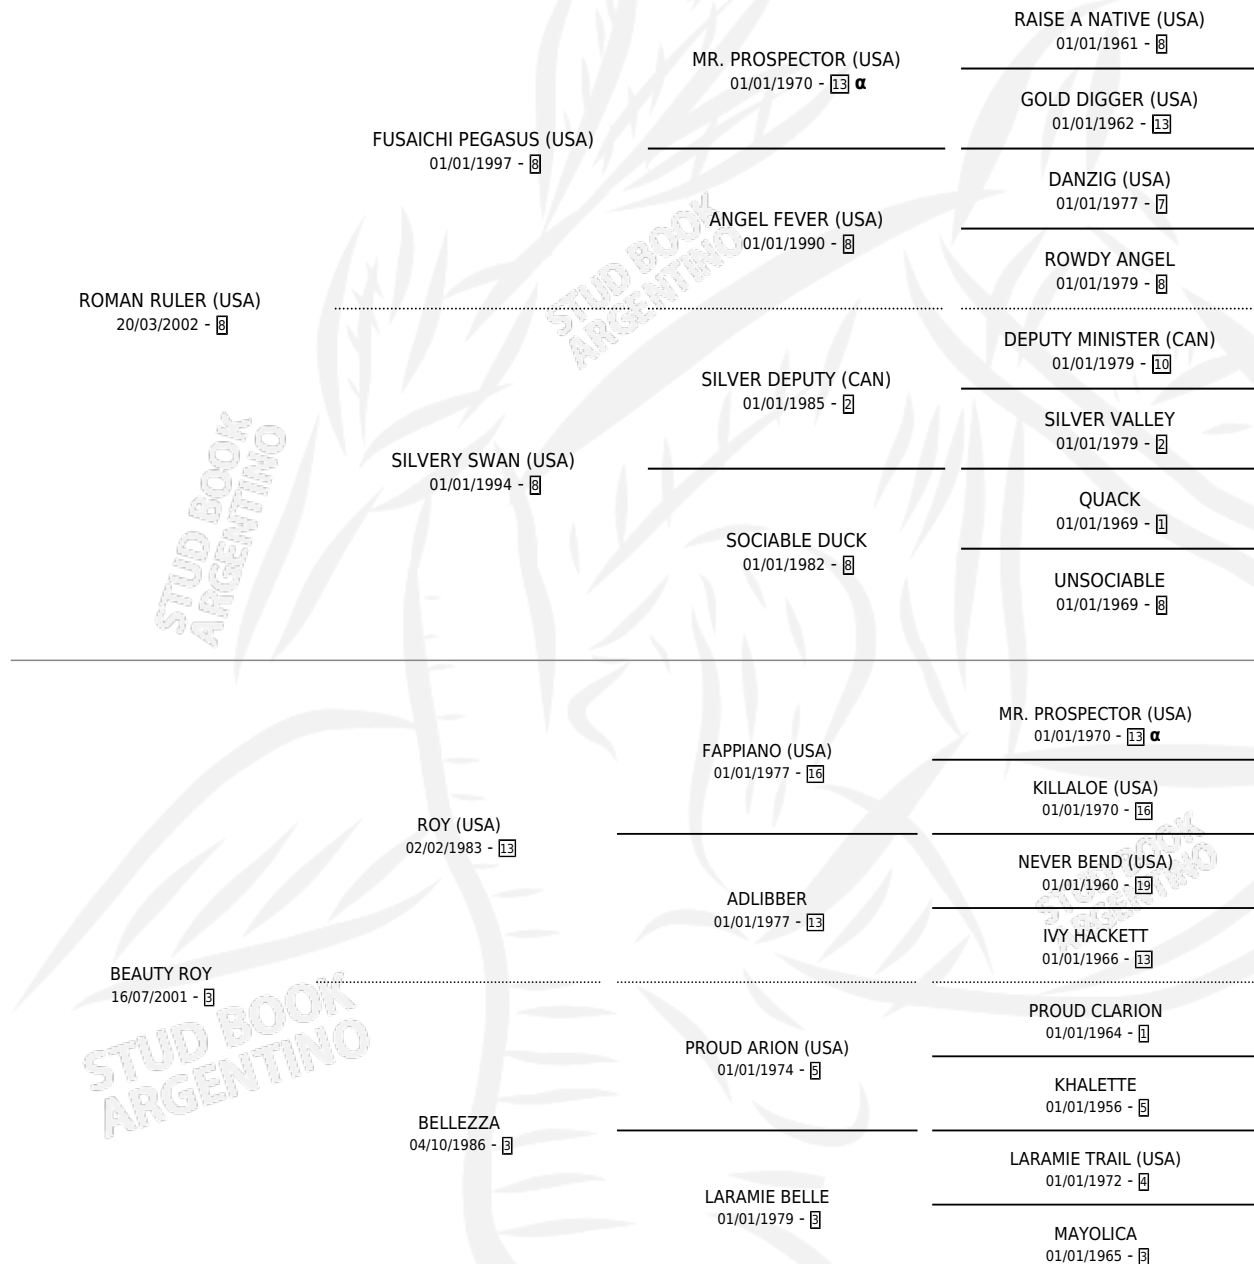 RAISE A NATIVE (USA)
01/01/1961 - 8
MR. PROSPECTOR (USA)
01/01/1970 - 13 α
GOLD DIGGER (USA)
01/01/1962 - 13
FUSAICHI PEGASUS (USA)
01/01/1997 - 8
DANZIG (USA)
01/01/1977 - 7
ANGEL FEVER (USA)
01/01/1990 - 8
ROWDY ANGEL
01/01/1979 - 8
STUD BOOK
ARGENTINO
ROMAN RULER (USA)
20/03/2002 - 8
DEPUTY MINISTER (CAN)
01/01/1979 - 10
SILVER DEPUTY (CAN)
01/01/1985 - 2
SILVER VALLEY
01/01/1979 - 2
SILVERY SWAN (USA)
01/01/1994 - 8
QUACK
01/01/1969 - 1
SOCIABLE DUCK
01/01/1982 - 8
UNSOCIABLE
01/01/1969 - 8
STUD BOOK
ARGENTINO
MR. PROSPECTOR (USA)
01/01/1970 - 13 α
FAPPIANO (USA)
01/01/1977 - 16
KILLALOE (USA)
01/01/1970 - 16
ROY (USA)
02/02/1983 - 13
NEVER BEND (USA)
01/01/1960 - 19
ADLIBBER
01/01/1977 - 13
IVY HACKETT
01/01/1966 - 13
STUD BOOK
ARGENTINO
BEAUTY ROY
16/07/2001 - 3
PROUD CLARION
01/01/1964 - 1
PROUD ARION (USA)
01/01/1974 - 5
KHALETTE
01/01/1956 - 5
BELLEZZA
04/10/1986 - 3
LARAMIE TRAIL (USA)
01/01/1972 - 4
LARAMIE BELLE
01/01/1979 - 3
MAYOLICA
01/01/1965 - 3
STUD BOOK
ARGENTINO